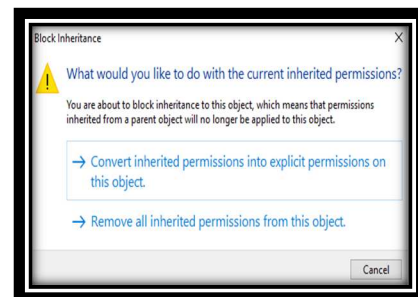 Block Inheritance
What would you like to do with the current inherited permissions?
You are about to block inheritance to this object, which means that permissions
inherited from a parent object will no longer be applied to this object.
→ Convert inherited permissions into explicit permissions on
this object.
→ Remove all inherited permissions from this object.
Cancel